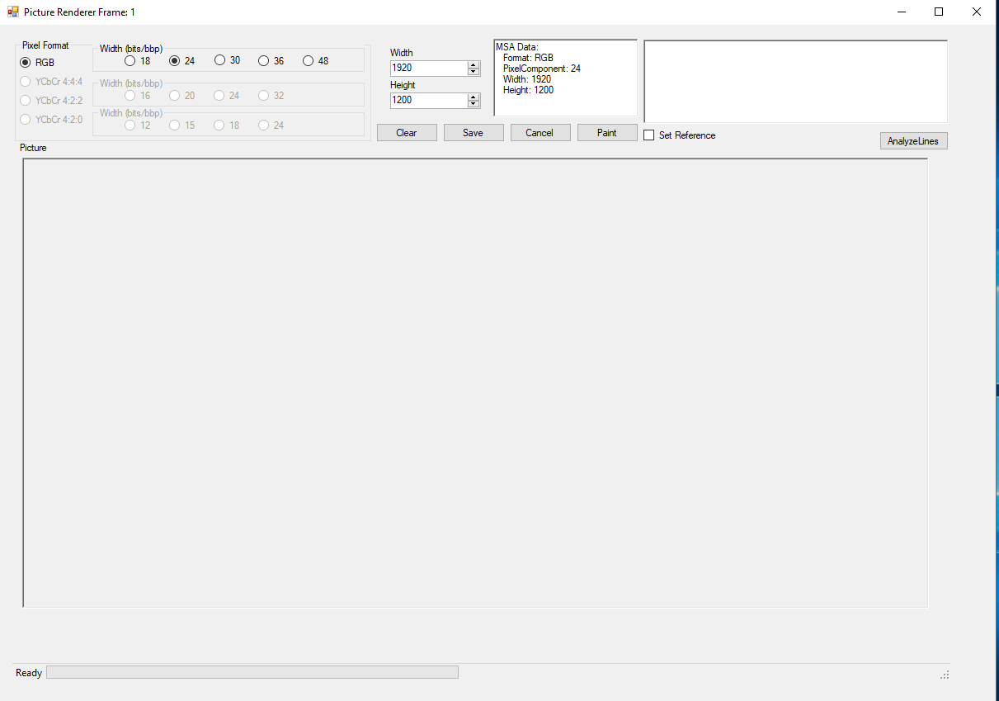 Picture Renderer Frame: 1
Pixel Format
RGB
YCbCr 4:4:4
YCbCr 4:2:2
YCbCr 4:2:0
Width (bits/bbp)
18 24 30 36 48
Width (bits/bbp)
16 20 24 32
Width (bits/bbp)
12 15 18 24
Width
1920
Height
1200
MSA Data:
Format: RGB
PixelComponent: 24
Width: 1920
Height: 1200
Clear Save Cancel Paint
Set Reference
AnalyzeLines
Picture
Ready